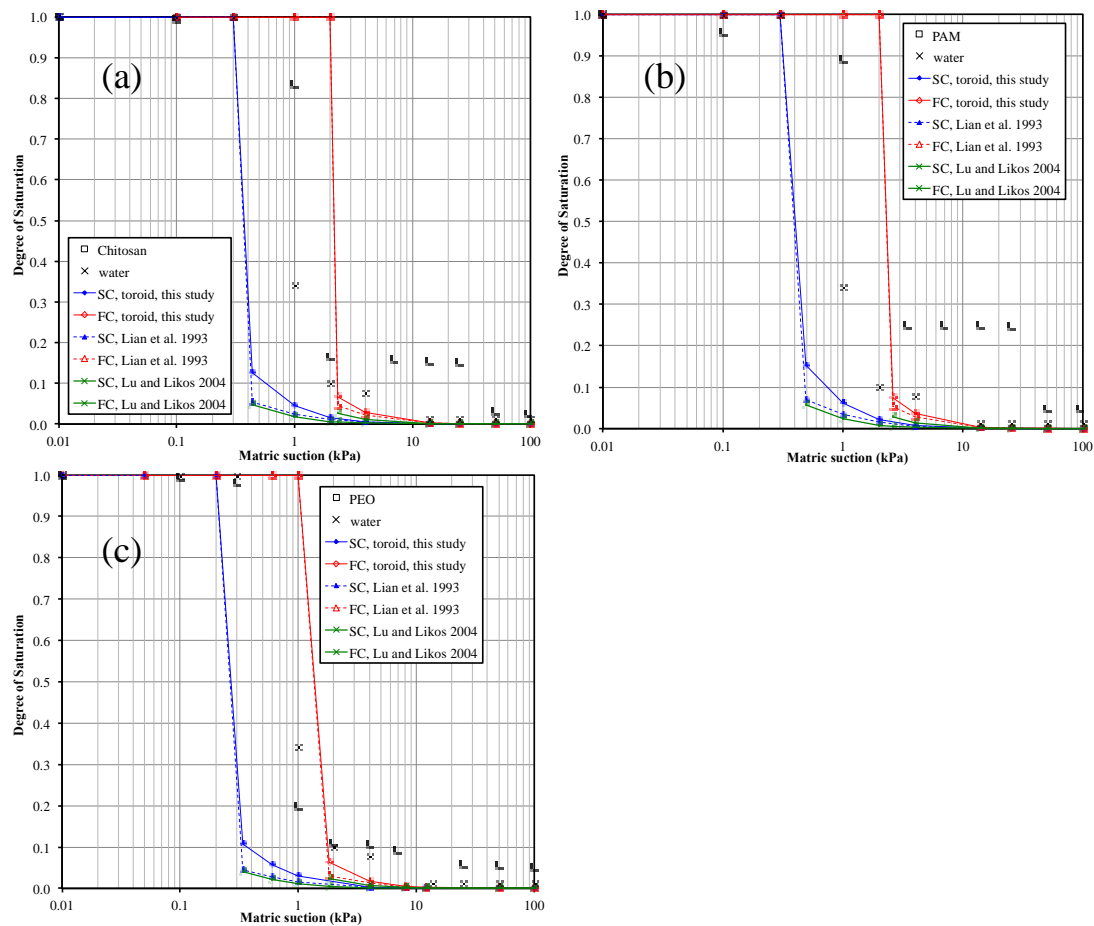 (a)
Degree of Saturation
1.0
0.9
0.8
0.7
0.6
0.5
0.4
0.3
0.2
0.1
0.0
Chitosan
water
SC, toroid, this study
FC, toroid, this study
SC, Lian et al. 1993
FC, Lian et al. 1993
SC, Lu and Likos 2004
FC, Lu and Likos 2004
0.01 0.1 1 10 100
Matric suction (kPa)
(b)
Degree of Saturation
1.0
0.9
0.8
0.7
0.6
0.5
0.4
0.3
0.2
0.1
0.0
PAM
water
SC, toroid, this study
FC, toroid, this study
SC, Lian et al. 1993
FC, Lian et al. 1993
SC, Lu and Likos 2004
FC, Lu and Likos 2004
0.01 0.1 1 10 100
Matric suction (kPa)
(c)
Degree of Saturation
1.0
0.9
0.8
0.7
0.6
0.5
0.4
0.3
0.2
0.1
0.0
PEO
water
SC, toroid, this study
FC, toroid, this study
SC, Lian et al. 1993
FC, Lian et al. 1993
SC, Lu and Likos 2004
FC, Lu and Likos 2004
0.01 0.1 1 10 100
Matric suction (kPa)